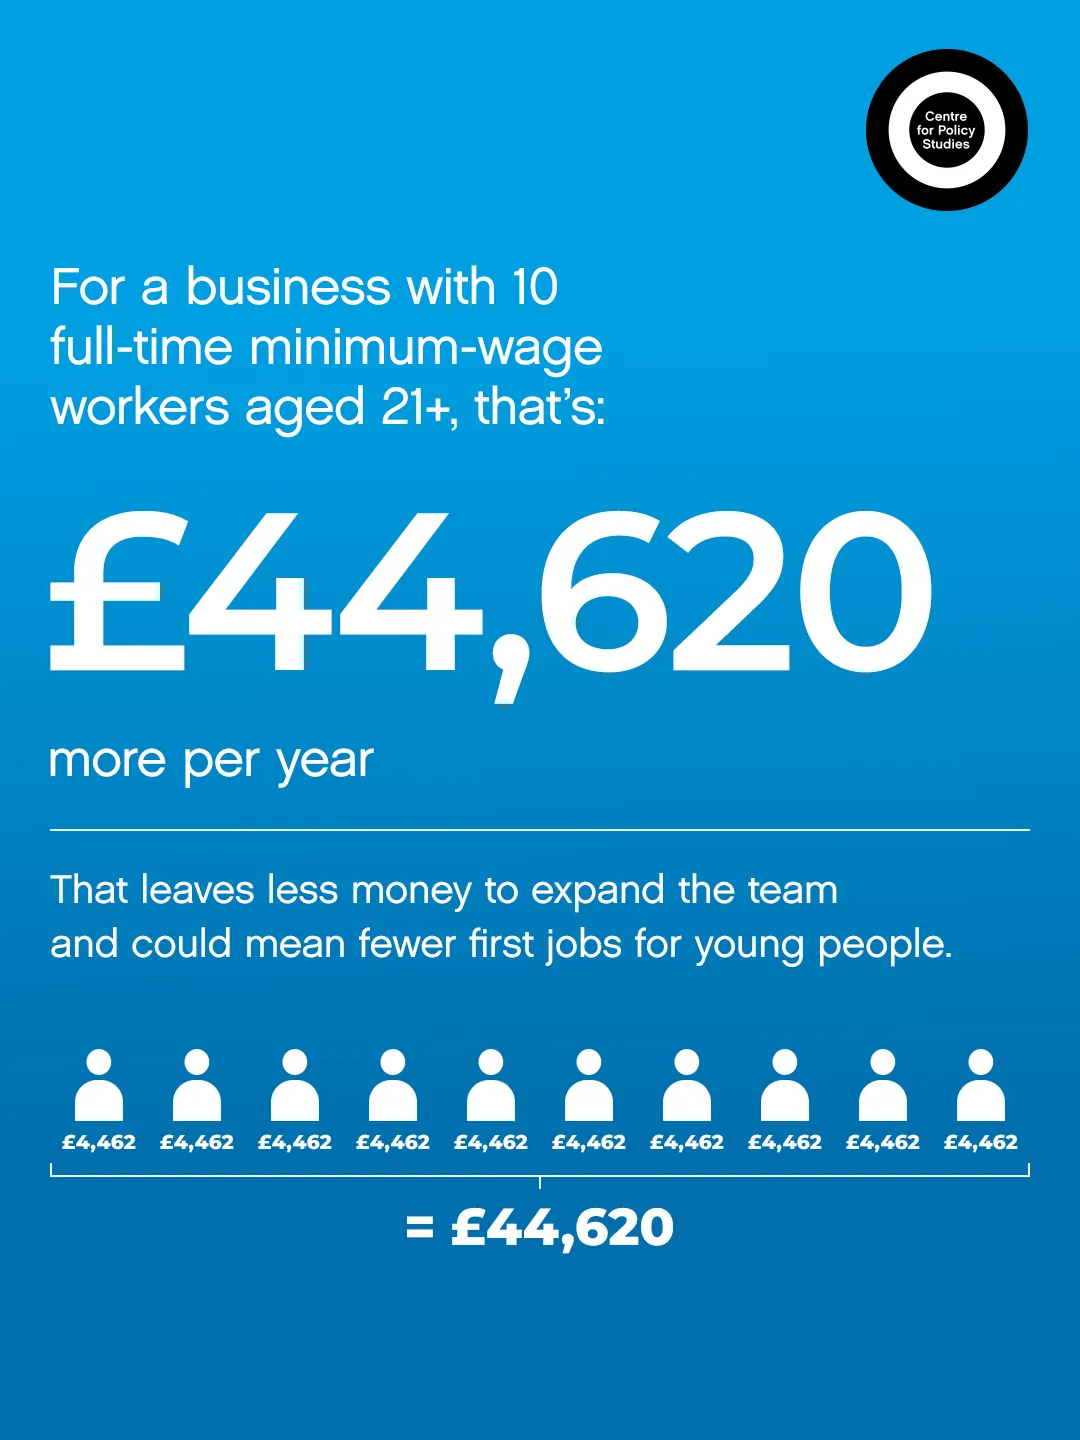 Centre
for Policy
Studies
For a business with 10
full-time minimum-wage
workers aged 21+, that’s:
£44,620
more per year
That leaves less money to expand the team
and could mean fewer first jobs for young people.
£4,462 £4,462 £4,462 £4,462 £4,462 £4,462 £4,462 £4,462 £4,462 £4,462
= £44,620